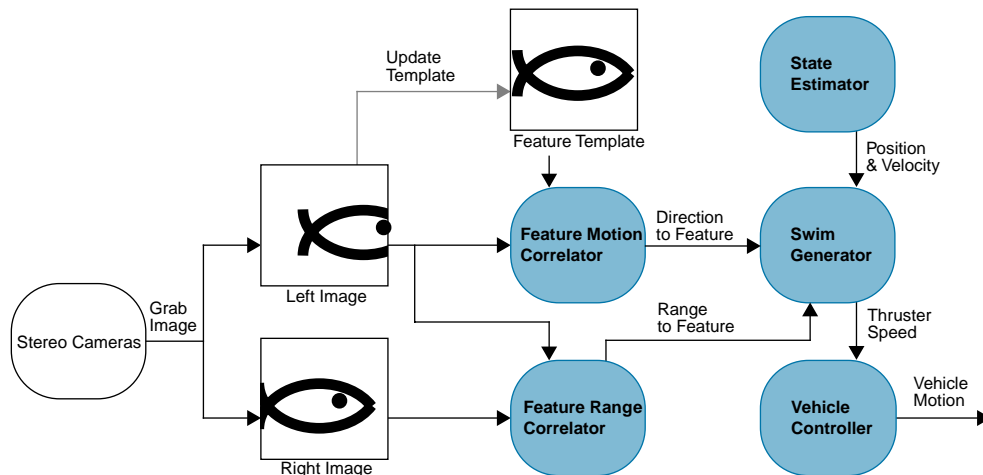 Update
Template
State
Estimator
Feature Template
Position
& Velocity
Feature Motion
Correlator
Direction
to Feature
Swim
Generator
Left Image
Grab
Image
Stereo Cameras
Range
to Feature
Thruster
Speed
Feature Range
Correlator
Vehicle
Controller
Vehicle
Motion
Right Image